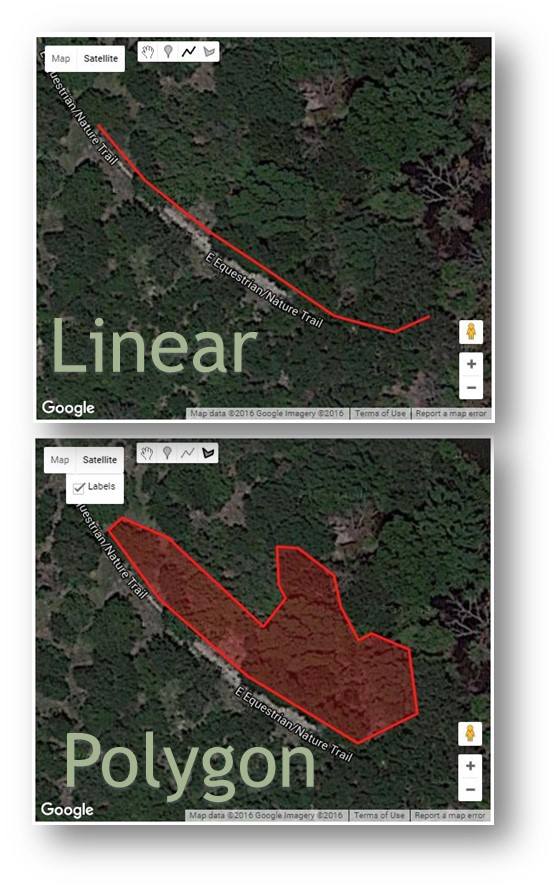 Map Satellite
Equestrian/Nature Trail
E Equestrian/Nature Trail
Linear
Google
Map data ©2016 Google Imagery ©2016 Terms of Use Report a map error
Map Satellite
Labels
Equestrian/Nature Trail
E Equestrian/Nature Trail
Polygon
Google
Map data ©2016 Google Imagery ©2016 Terms of Use Report a map error